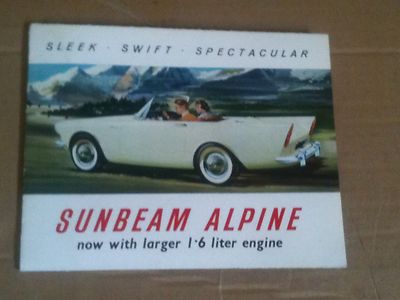 SLEEK · SWIFT · SPECTACULAR
SUNBEAM ALPINE
now with larger 1·6 liter engine